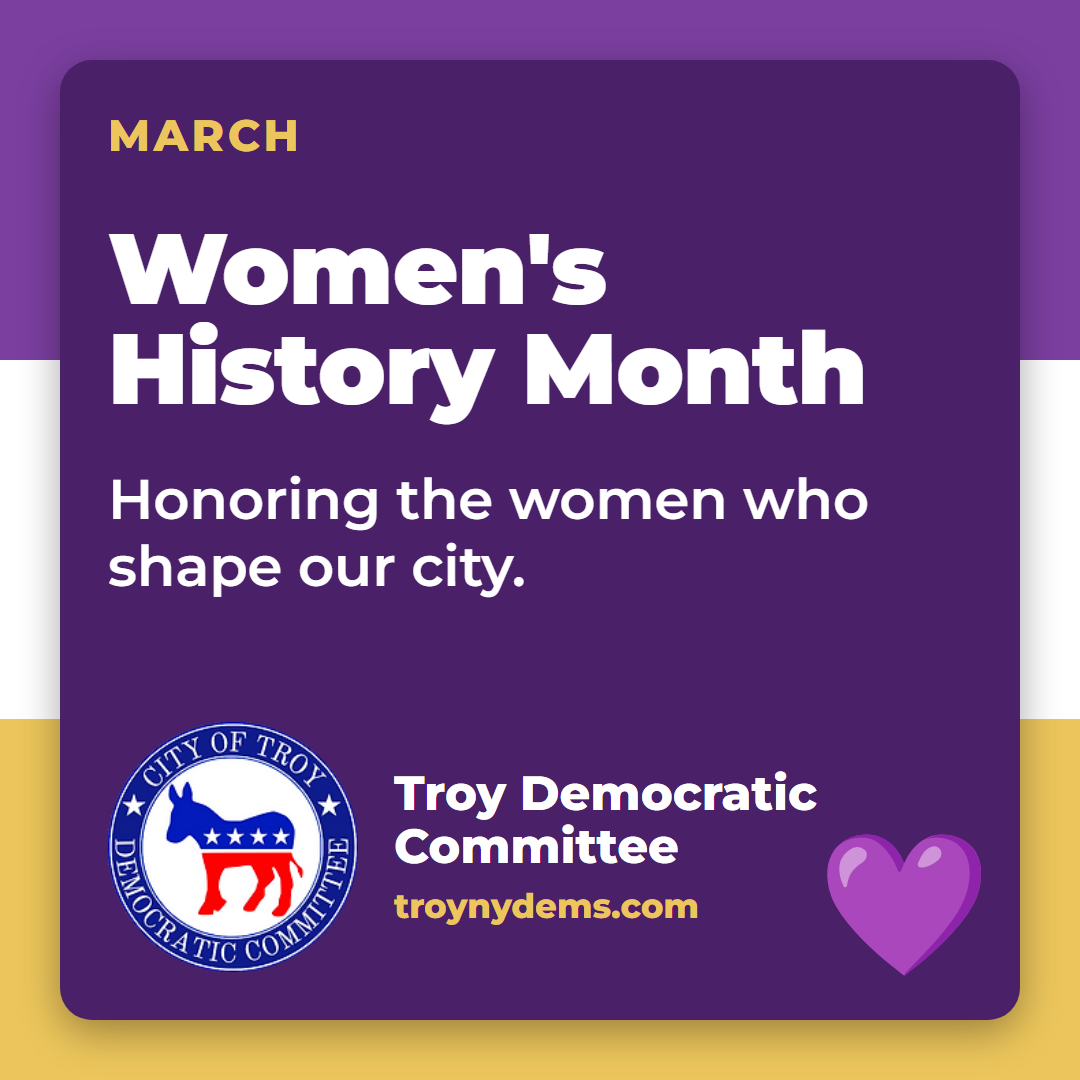 MARCH
Women's
History Month
Honoring the women who
shape our city.
CITY OF TROY
DEMOCRATIC COMMITTEE
Troy Democratic
Committee
troynydems.com